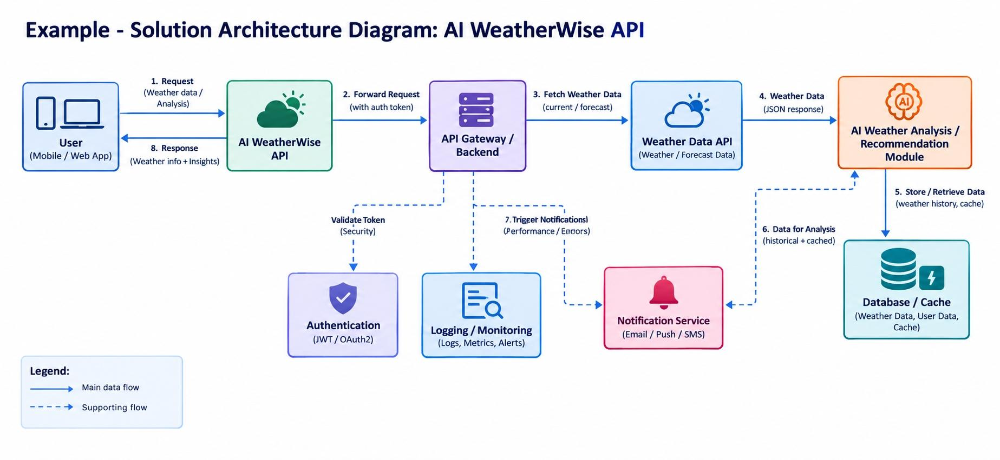 Example - Solution Architecture Diagram: AI WeatherWise API
1. Request
(Weather data /
Analysis)
2. Forward Request
(with auth token)
3. Fetch Weather Data
(current / forecast)
4. Weather Data
(JSON response)
User
(Mobile / Web App)
8. Response
(Weather info + Insights)
AI WeatherWise
API
API Gateway /
Backend
Weather Data API
(Weather / Forecast Data)
AI
AI Weather Analysis /
Recommendation
Module
5. Store / Retrieve Data
(weather history, cache)
Validate Token
(Security)
7. Trigger Notifications)
(Performance / Errors)
6. Data for Analysis
(historical + cached)
Authentication
(JWT / OAuth2)
Logging / Monitoring
(Logs, Metrics, Alerts)
Notification Service
(Email / Push / SMS)
Database / Cache
(Weather Data, User Data,
Cache)
Legend:
Main data flow
Supporting flow